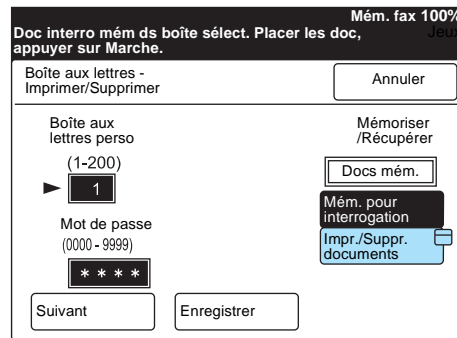 Mém. fax 100%
Doc interro mém ds boîte sélect. Placer les doc,
appuyer sur Marche.
Jeux
Boîte aux lettres -
Imprimer/Supprimer
Annuler
Boîte aux
lettres perso
(1-200)
1
Mot de passe
(0000 - 9999)
* * * *
Mémoriser
/Récupérer
Docs mém.
Mém. pour
interrogation
Impr./Suppr.
documents
Suivant
Enregistrer